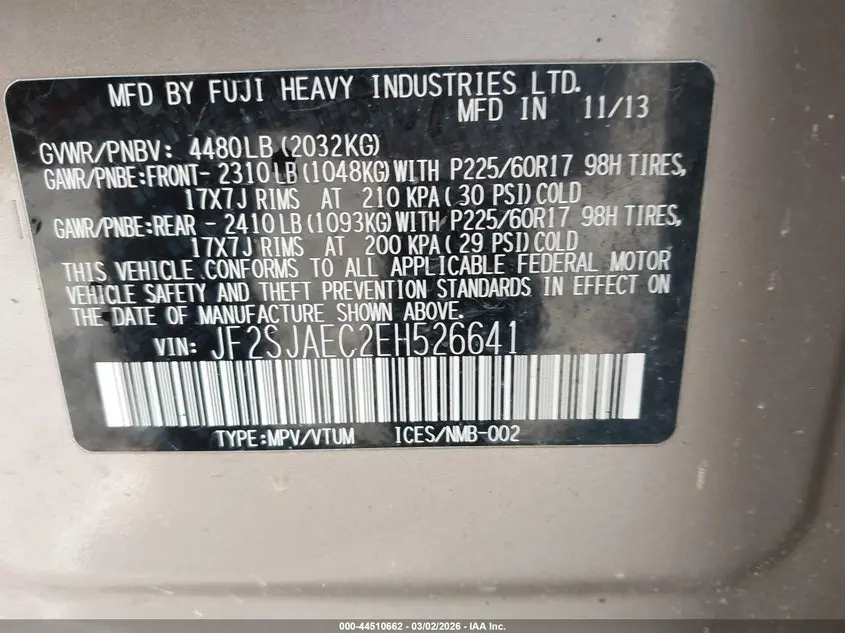 MFD BY FUJI HEAVY INDUSTRIES LTD.
MFD IN 11/13
GVWR/PNBV: 4480LB(2032KG)
GAWR/PNBE:FRONT- 2310LB(1048KG)WITH P225/60R17 98H TIRES,
17X7J RIMS AT 210 KPA(30 PSI)COLD
GAWR/PNBE:REAR - 2410LB(1093KG)WITH P225/60R17 98H TIRES,
17X7J RIMS AT 200 KPA(29 PSI)COLD
THIS VEHICLE CONFORMS TO ALL APPLICABLE FEDERAL MOTOR
VEHICLE SAFETY AND THEFT PREVENTION STANDARDS IN EFFECT ON
THE DATE OF MANUFACTURE SHOWN ABOVE.
VIN: JF2SJAEC2EH526641
TYPE:MPV/VTUM ICES/NMB-002
000-44510662 - 03/02/2026 - IAA Inc.